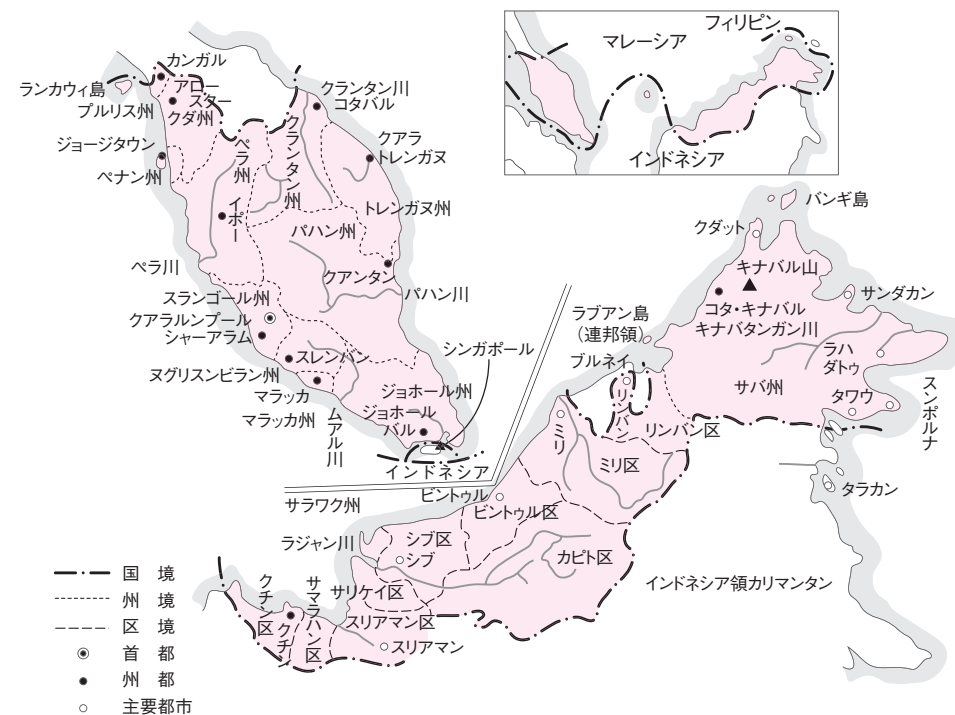 フィリピン
マレーシア
インドネシア
カンガル
ランカウィ島
アロー
スター
プルリス州
クダ州
クランタン川
コタバル
ジョージタウン
ペナン州
ペラ州
クランタン州
クアラ
トレンガヌ
イポー
トレンガヌ州
パハン州
ペラ川
クアンタン
パハン川
スランゴール州
クアラルンプール
シャーアラム
スレンバン
ヌグリスンビラン州
マラッカ
マラッカ州
ムアル川
ジョホール州
ジョホール
バル
シンガポール
インドネシア
バンギ島
クダット
キナバル山
コタ・キナバル
キナバタンガン川
サンダカン
ラブアン島
（連邦領）
ブルネイ
ラハ
ダトゥ
サバ州
タワウ
スンポルナ
リンバン
リンバン区
ミリ
ミリ区
サラワク州
ビントゥル
ビントゥル区
タラカン
ラジャン川
シブ区
シブ
カピト区
サリケイ区
インドネシア領カリマンタン
クチン区
クチン
サマラハン区
スリアマン区
スリアマン
国　境
州　境
区　境
首　都
州　都
主要都市